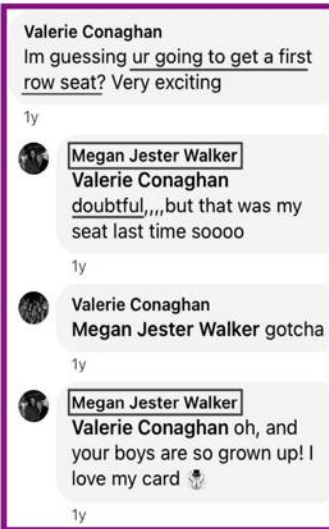 Valerie Conaghan
Im guessing ur going to get a first
row seat? Very exciting
1y
Megan Jester Walker
Valerie Conaghan
doubtful,,,,but that was my
seat last time soooo
1y
Valerie Conaghan
Megan Jester Walker gotcha
1y
Megan Jester Walker
Valerie Conaghan oh, and
your boys are so grown up! I
love my card ☃️
1y